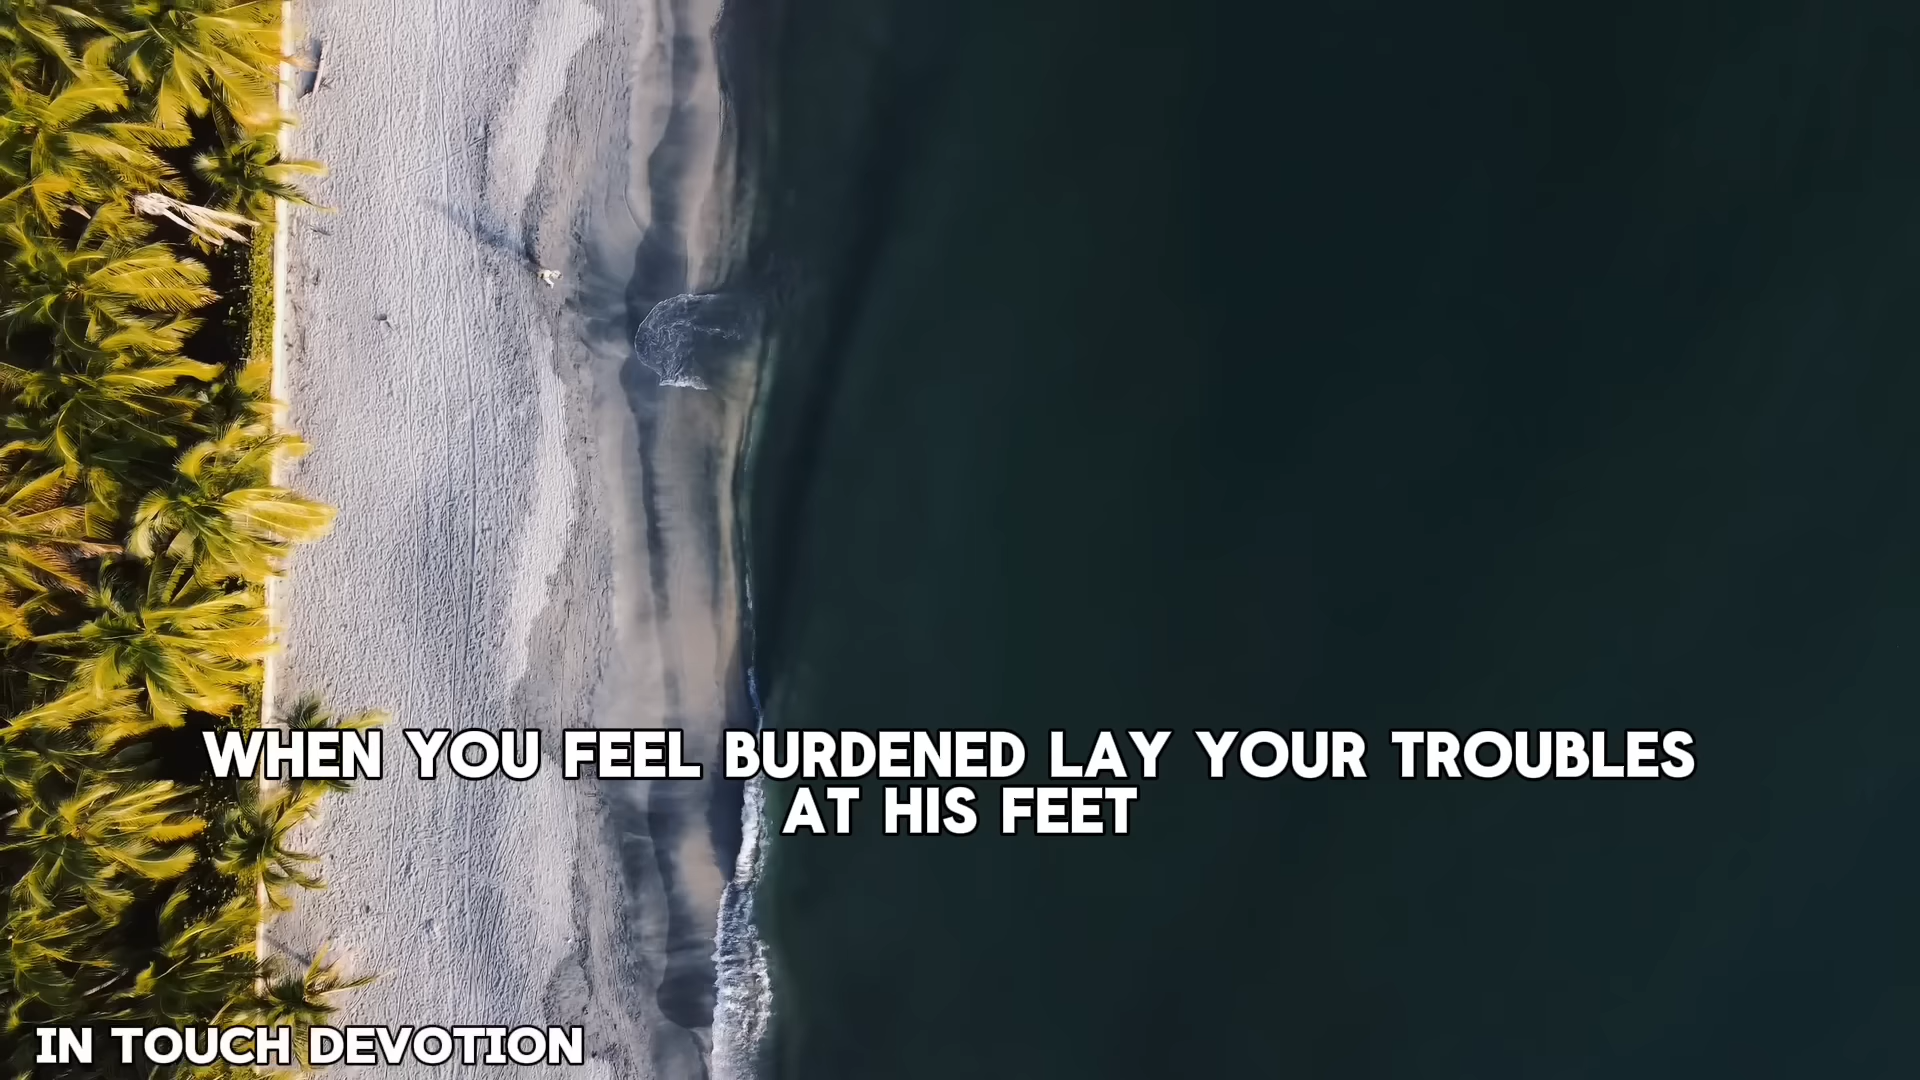 WHEN YOU FEEL BURDENED LAY YOUR TROUBLES
AT HIS FEET
IN TOUCH DEVOTION